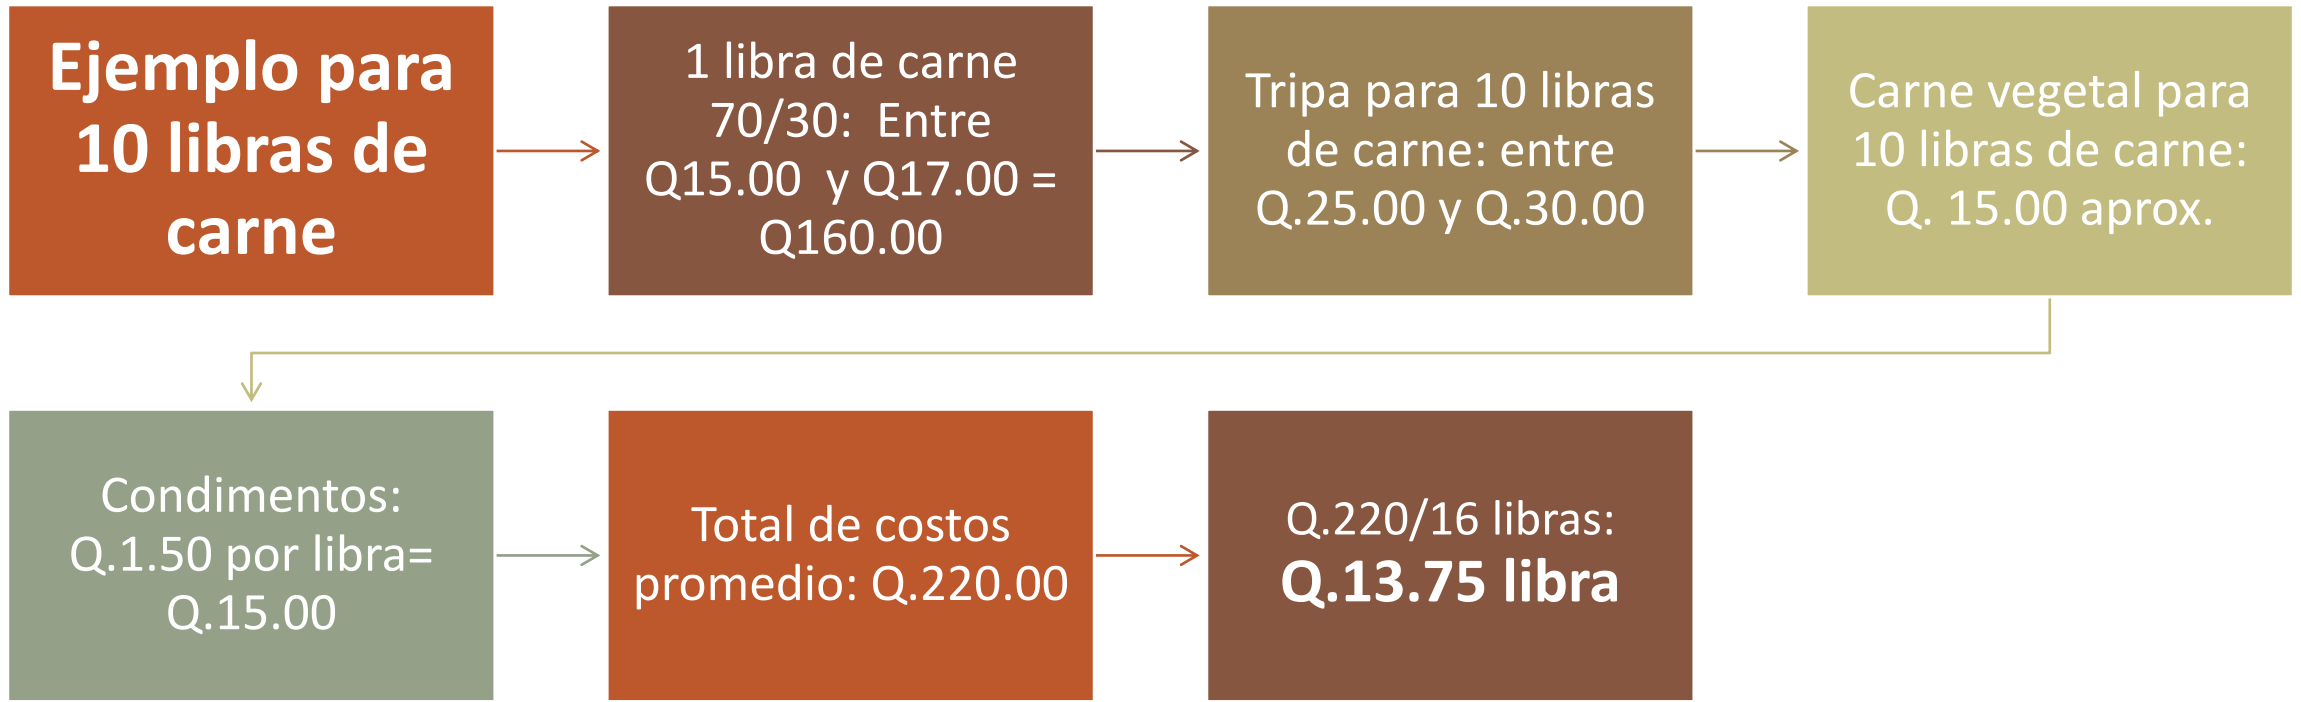 Ejemplo para
10 libras de
carne
1 libra de carne
70/30: Entre
Q15.00 y Q17.00 =
Q160.00
Tripa para 10 libras
de carne: entre
Q.25.00 y Q.30.00
Carne vegetal para
10 libras de carne:
Q. 15.00 aprox.
Condimentos:
Q.1.50 por libra=
Q.15.00
Total de costos
promedio: Q.220.00
Q.220/16 libras:
Q.13.75 libra